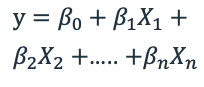 y = β₀ + β₁X₁ +
β₂X₂ +..... +βₙXₙ